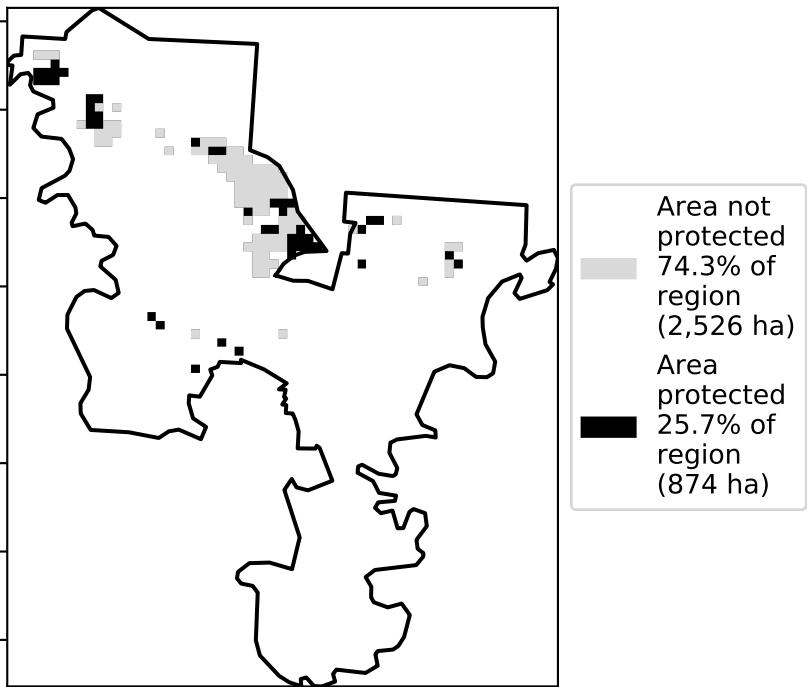 Area not
protected
74.3% of
region
(2,526 ha)
Area
protected
25.7% of
region
(874 ha)